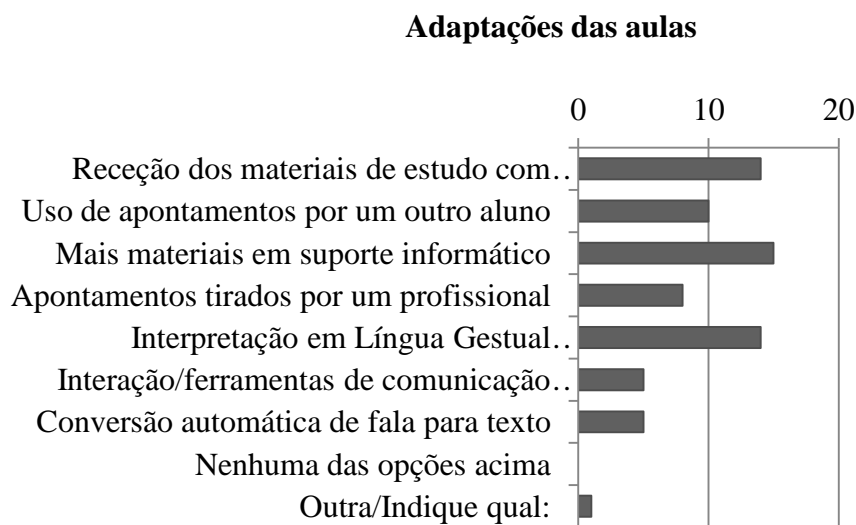 Adaptações das aulas
0 10 20
Receção dos materiais de estudo com..
Uso de apontamentos por um outro aluno
Mais materiais em suporte informático
Apontamentos tirados por um profissional
Interpretação em Língua Gestual..
Interação/ferramentas de comunicação..
Conversão automática de fala para texto
Nenhuma das opções acima
Outra/Indique qual: